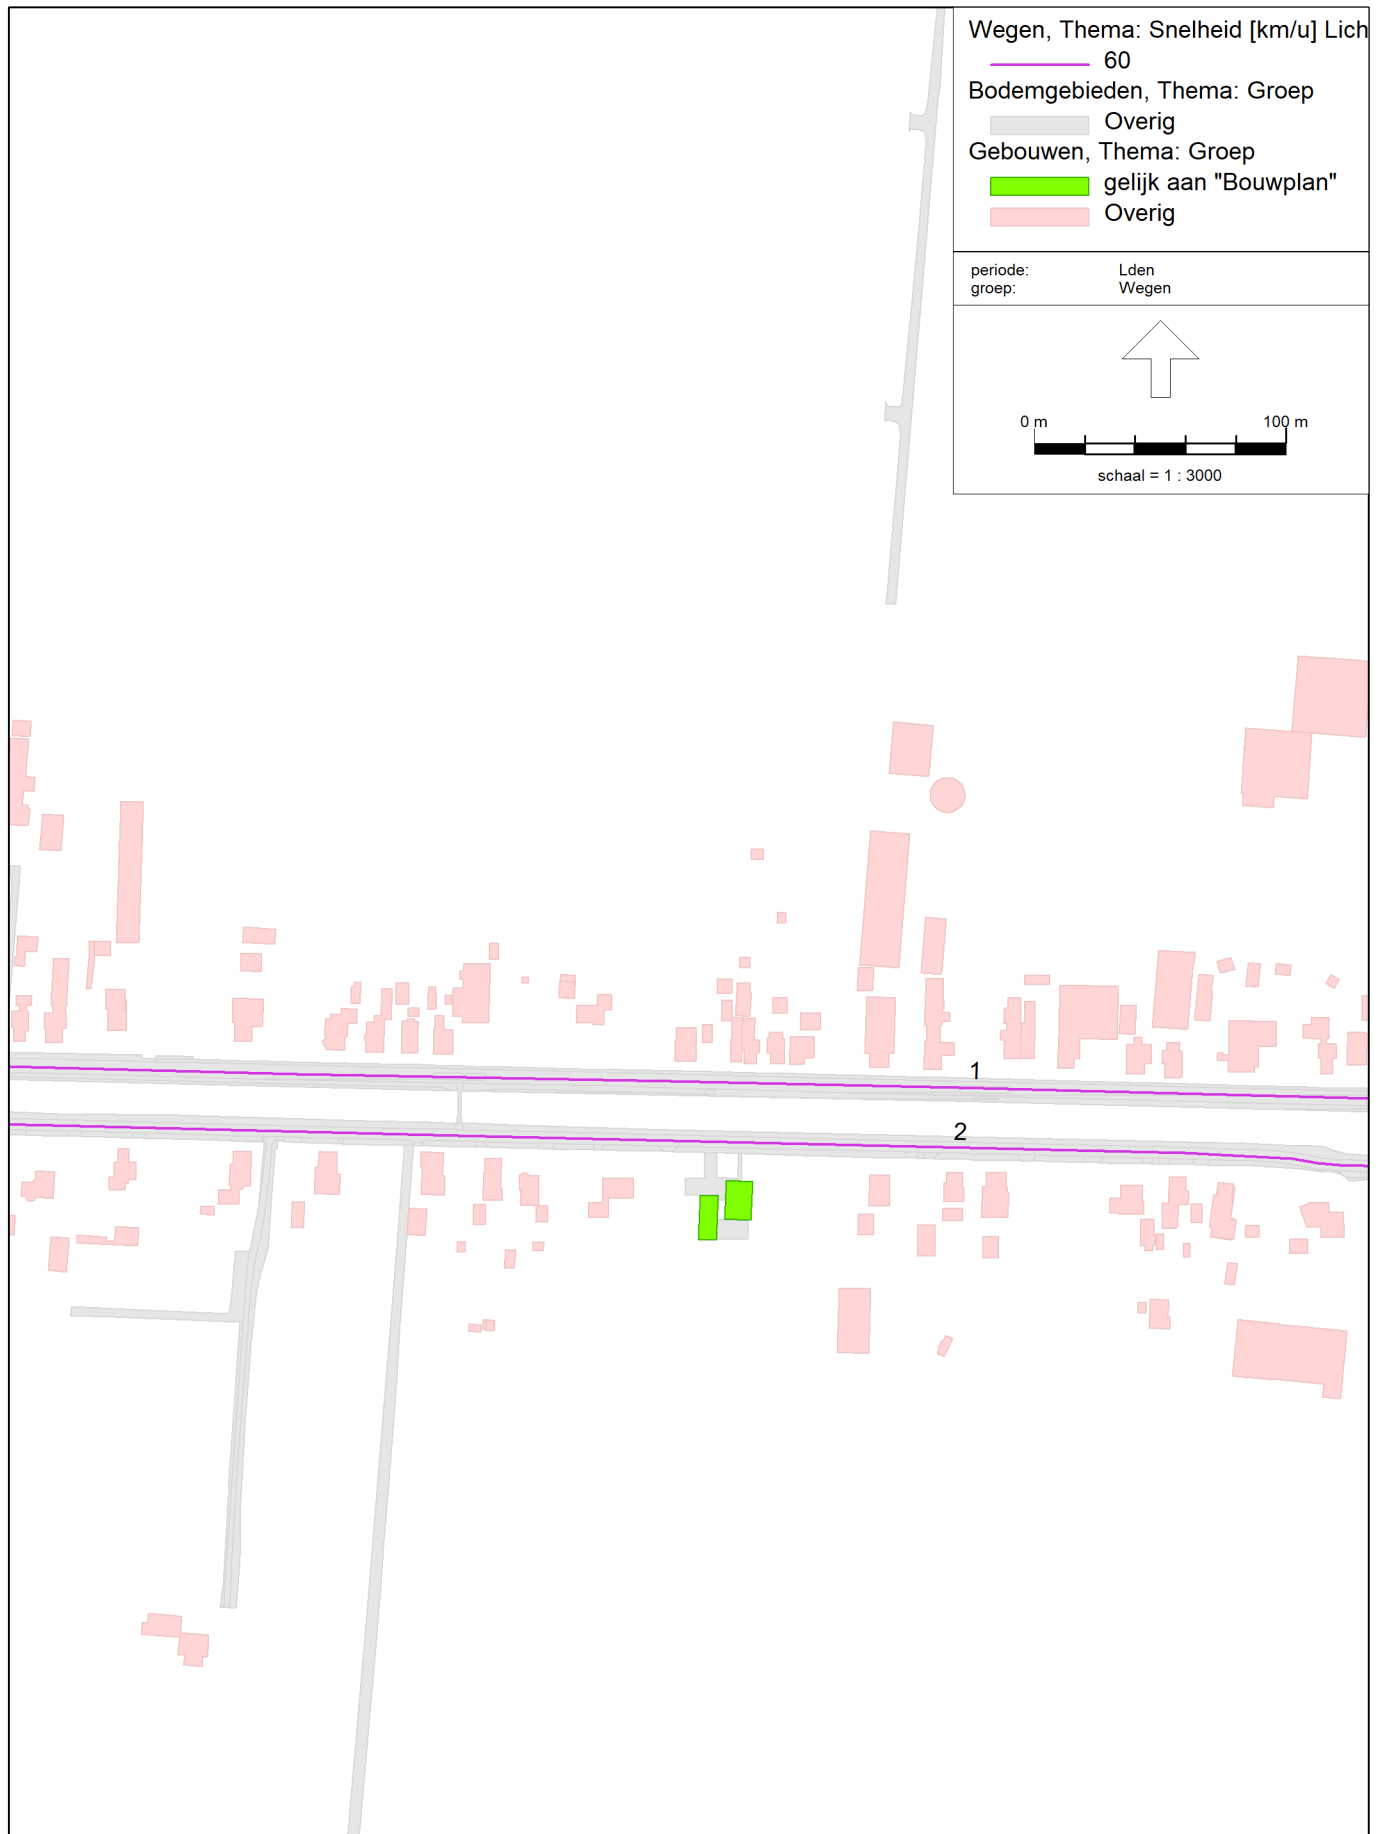 Wegen, Thema: Snelheid [km/u] Lich
60
Bodemgebieden, Thema: Groep
Overig
Gebouwen, Thema: Groep
gelijk aan "Bouwplan"
Overig
periode: Lden
groep: Wegen
0 m 100 m
schaal = 1 : 3000
1
2